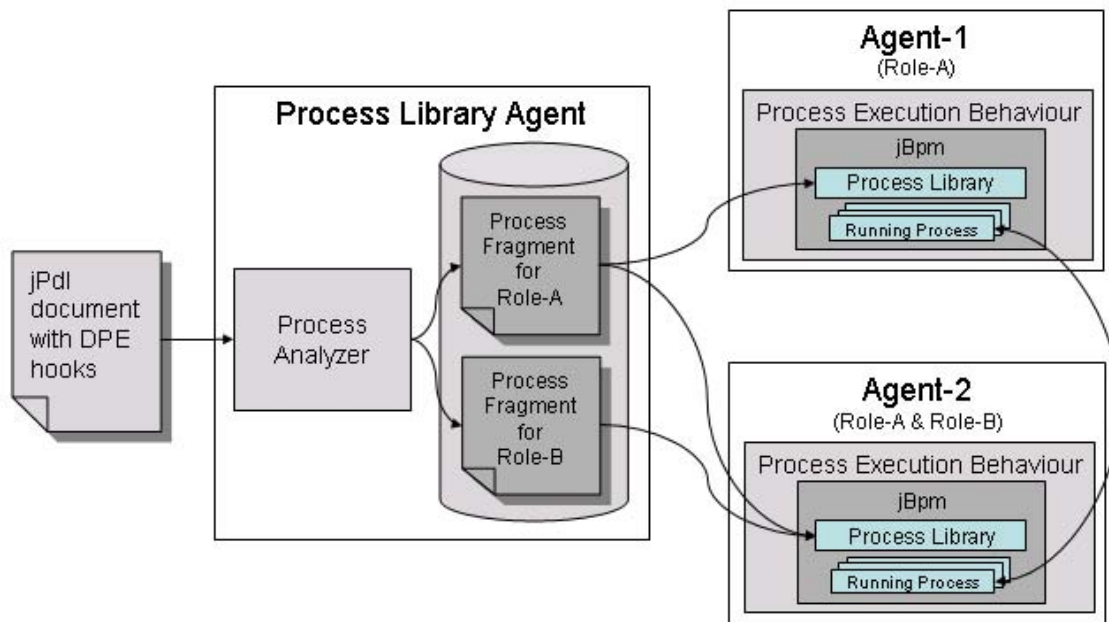 jPdl
document
with DPE
hooks
Process Library Agent
Process
Analyzer
Process
Fragment
for
Role-A
Process
Fragment
for
Role-B
Agent-1
(Role-A)
Process Execution Behaviour
jBpm
Process Library
Running Process
Agent-2
(Role-A & Role-B)
Process Execution Behaviour
jBpm
Process Library
Running Process